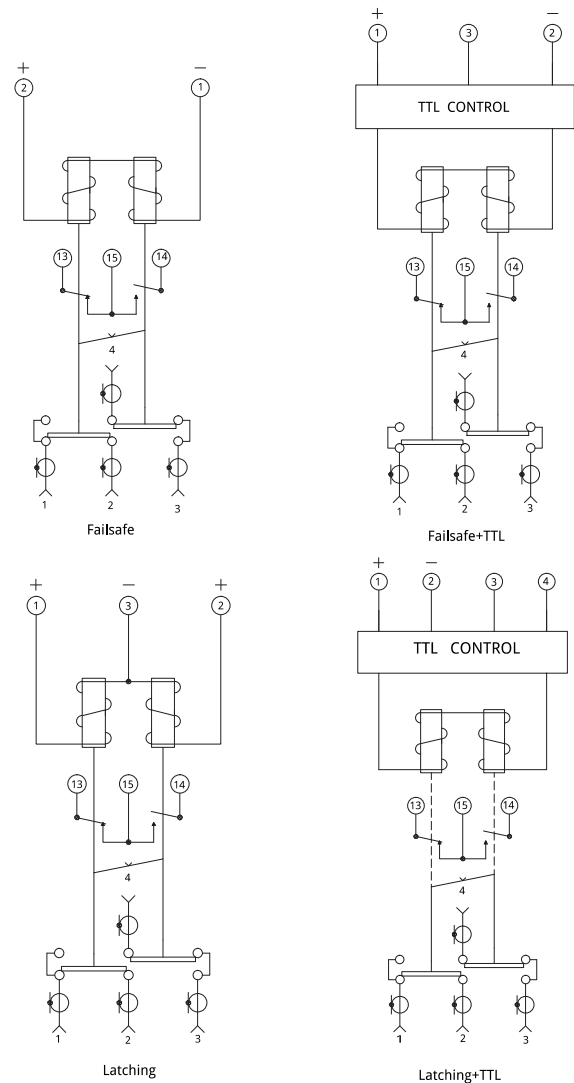 + −
2 1
13 15 14
4
1 2 3
Failsafe
+ −
1 3 2
TTL CONTROL
13 15 14
4
1 2 3
Failsafe+TTL
+ − +
1 3 2
13 15 14
4
1 2 3
Latching
+ −
1 2 3 4
TTL CONTROL
13 15 14
4
1 2 3
Latching+TTL